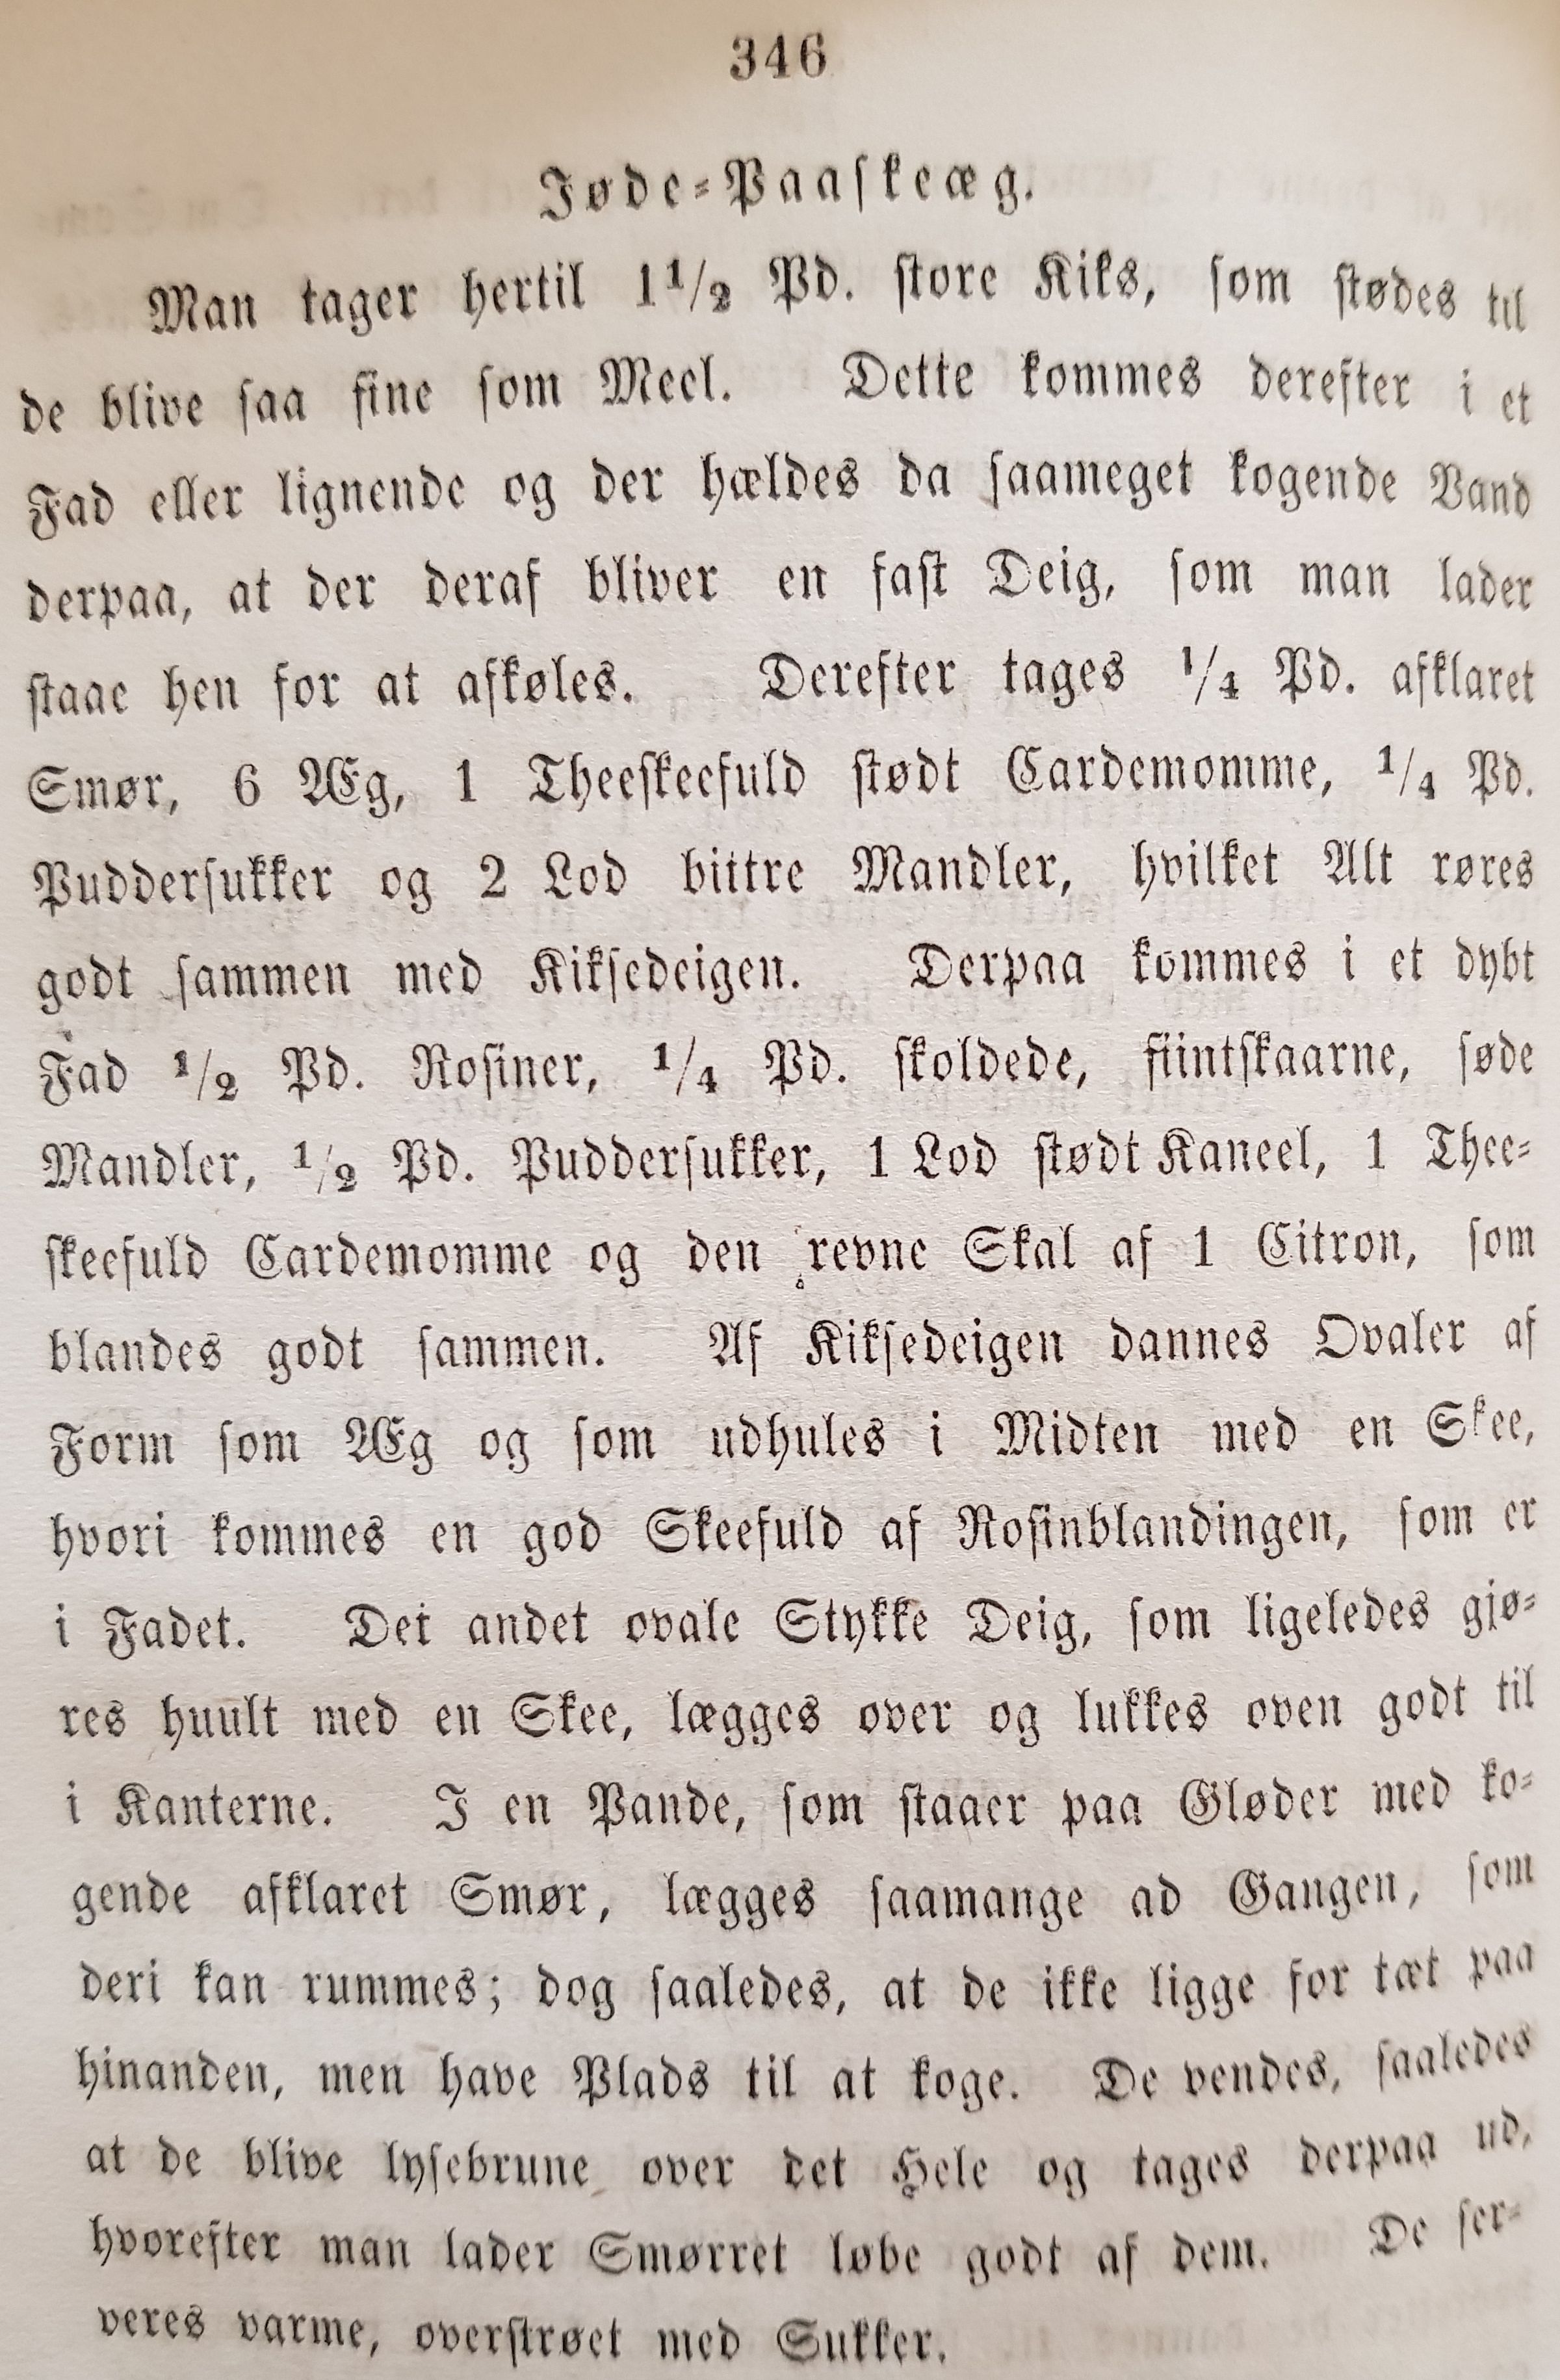 346
Jøde-Paaskeæg.
Man tager hertil 1 1/2 Pd. store Kiks, som stødes til
de blive saa fine som Meel. Dette kommes derefter i et
Fad eller lignende og der hældes da saameget kogende Vand
derpaa, at der deraf bliver en fast Deig, som man lader
staae hen for at afkøles. Derefter tages 1/4 Pd. afklaret
Smør, 6 Æg, 1 Theeskeefuld stødt Cardemomme, 1/4 Pd.
Puddersukker og 2 Lod bittre Mandler, hvilket Alt røres
godt sammen med Kiksedeigen. Derpaa kommes i et dybt
Fad 1/2 Pd. Rosiner, 1/4 Pd. skoldede, fiintskaarne, søde
Mandler, 1/2 Pd. Puddersukker, 1 Lod stødt Kaneel, 1 Thee-
skeefuld Cardemomme og den revne Skal af 1 Citron, som
blandes godt sammen. Af Kiksedeigen dannes Ovaler af
Form som Æg og som udhules i Midten med en Skee,
hvori kommes en god Skeefuld af Rosinblandingen, som er
i Fadet. Det andet ovale Stykke Deig, som ligeledes gjø-
res huult med en Skee, lægges over og lukkes oven godt til
i Kanterne. I en Pande, som staaer paa Gløder med ko-
gende afklaret Smør, lægges saamange ad Gangen, som
deri kan rummes; dog saaledes, at de ikke ligge for tæt paa
hinanden, men have Plads til at koge. De vendes, saaledes
at de blive lysebrune over det Hele og tages derpaa ud,
hvorefter man lader Smørret løbe godt af dem. De ser-
veres varme, overstrøet med Sukker.